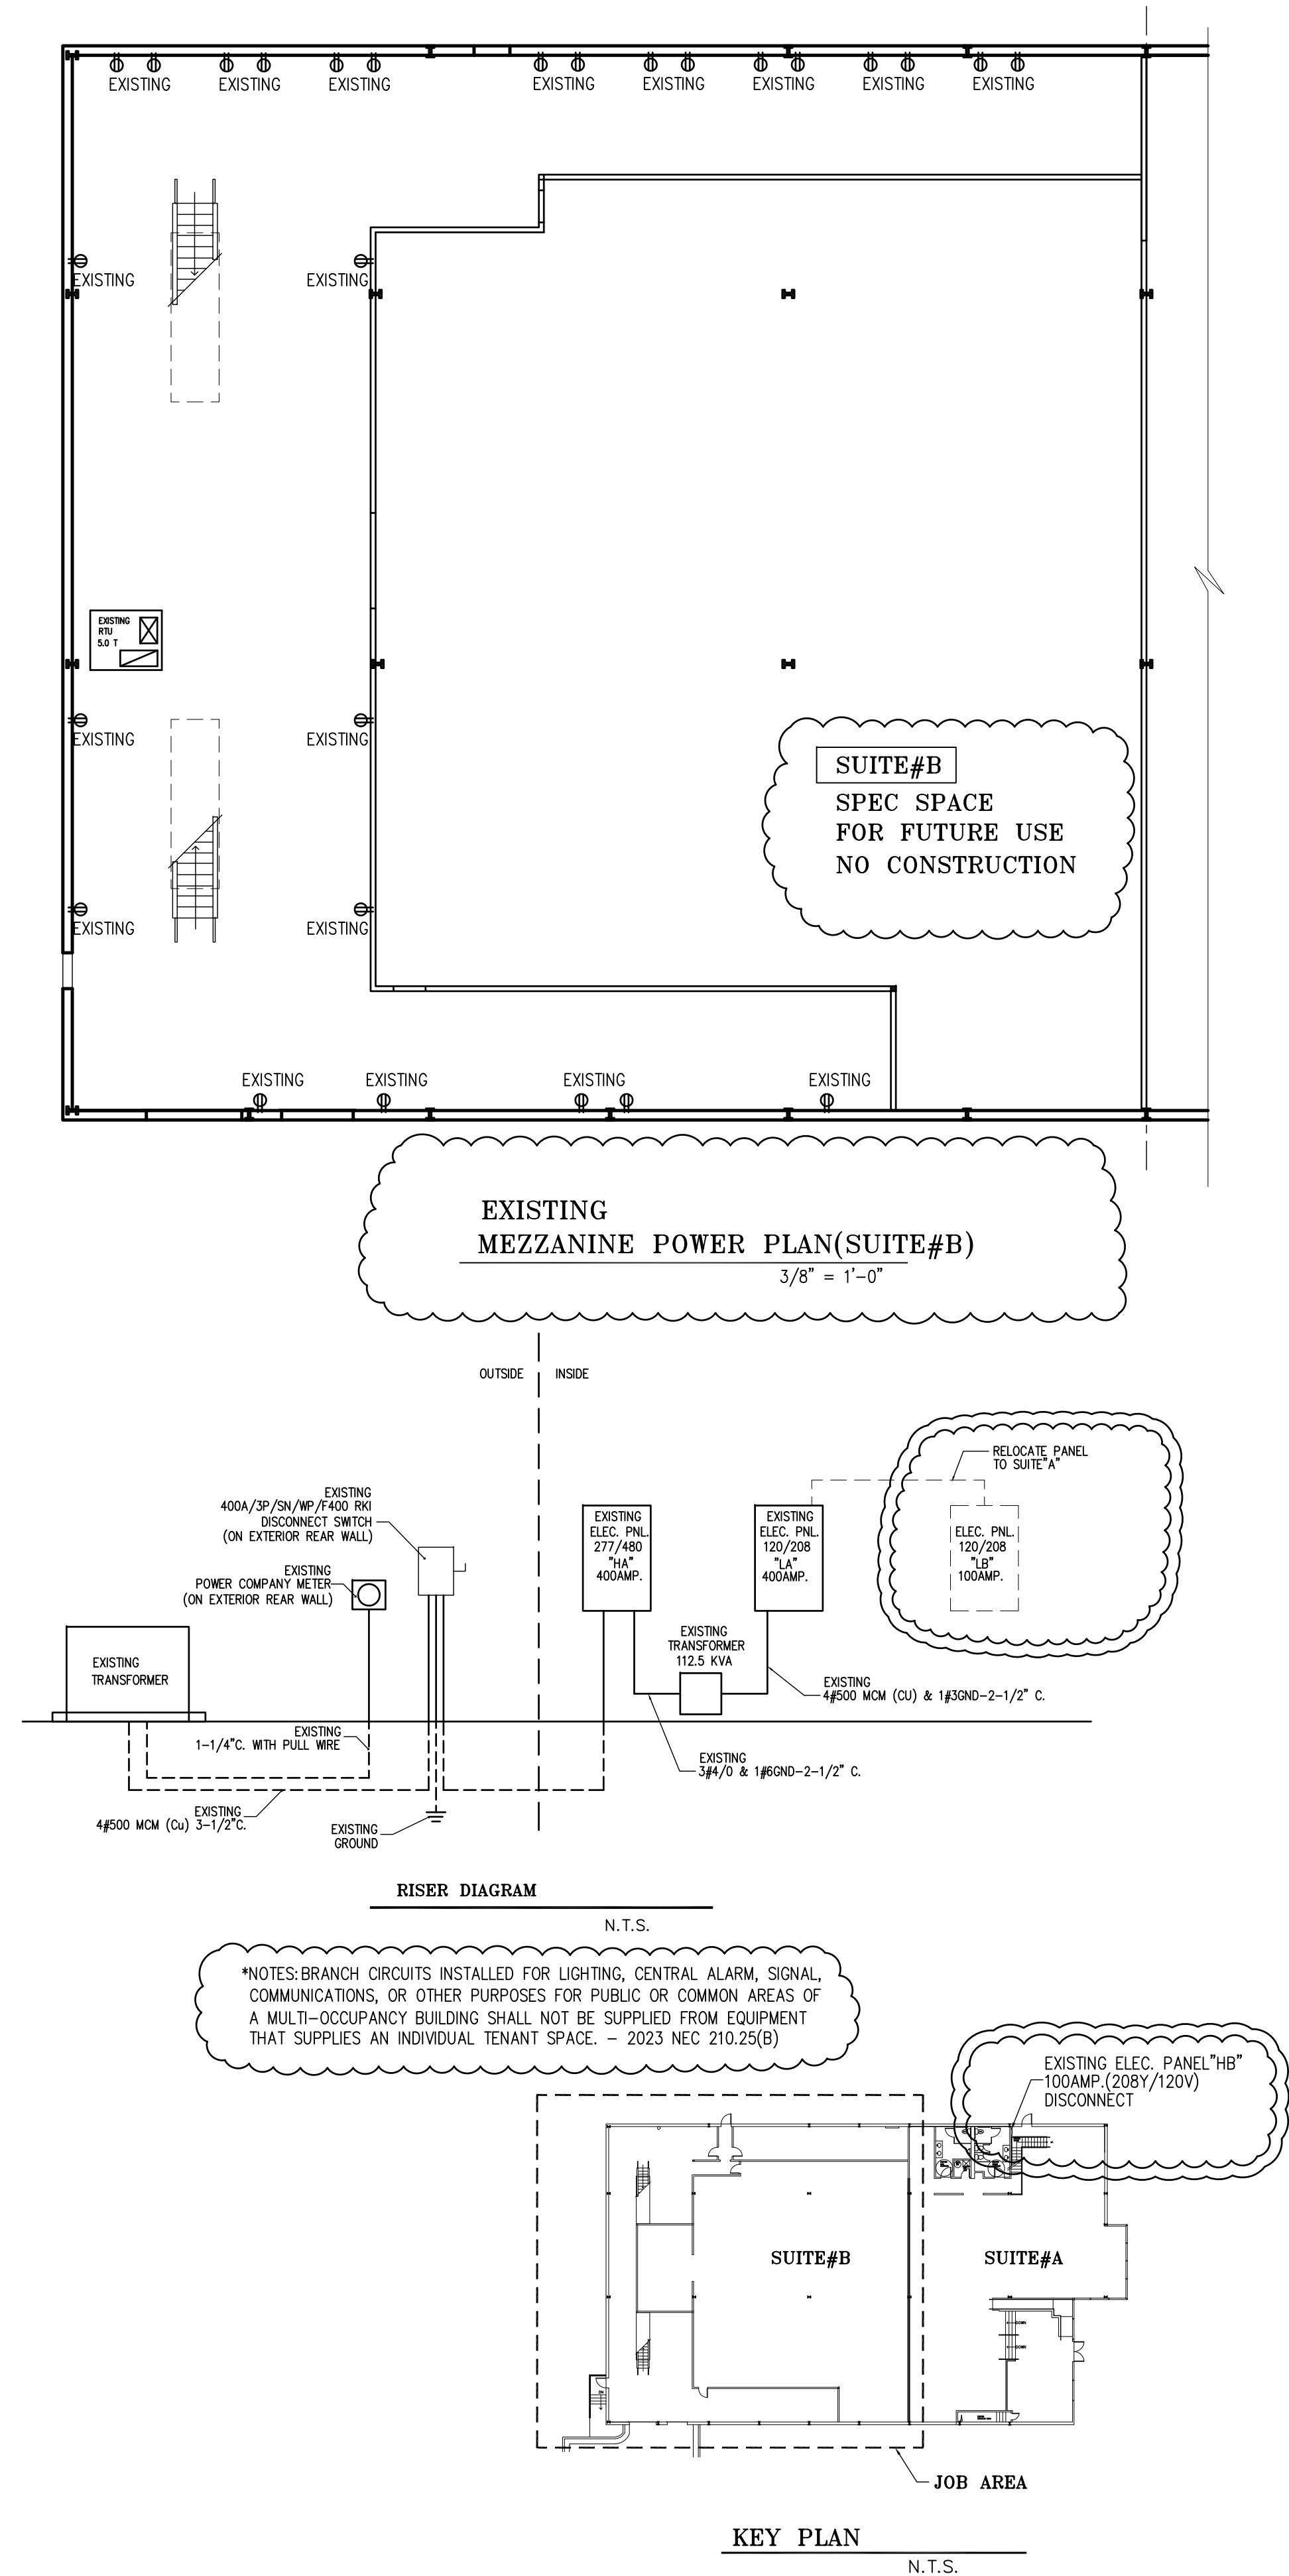 EXISTING
EXISTING
EXISTING
EXISTING
EXISTING
EXISTING
EXISTING
EXISTING
EXISTING
EXISTING
EXISTING
RTU
5.0 T
EXISTING
EXISTING
SUITE#B
SPEC SPACE
FOR FUTURE USE
NO CONSTRUCTION
EXISTING
EXISTING
EXISTING
EXISTING
EXISTING
EXISTING
EXISTING
MEZZANINE POWER PLAN(SUITE#B)
3/8" = 1'-0"
OUTSIDE
INSIDE
RELOCATE PANEL
TO SUITE"A"
EXISTING
400A/3P/SN/WP/F400 RKI
DISCONNECT SWITCH
(ON EXTERIOR REAR WALL)
EXISTING
ELEC. PNL.
277/480
"HA"
400AMP.
EXISTING
ELEC. PNL.
120/208
"LA"
400AMP.
ELEC. PNL.
120/208
"LB"
100AMP.
EXISTING
POWER COMPANY METER
(ON EXTERIOR REAR WALL)
EXISTING
TRANSFORMER
112.5 KVA
EXISTING
TRANSFORMER
EXISTING
4#500 MCM (CU) & 1#3GND-2-1/2" C.
EXISTING
1-1/4"C. WITH PULL WIRE
EXISTING
3#4/0 & 1#6GND-2-1/2" C.
EXISTING
4#500 MCM (Cu) 3-1/2"C.
EXISTING
GROUND
RISER DIAGRAM
N.T.S.
*NOTES: BRANCH CIRCUITS INSTALLED FOR LIGHTING, CENTRAL ALARM, SIGNAL,
COMMUNICATIONS, OR OTHER PURPOSES FOR PUBLIC OR COMMON AREAS OF
A MULTI-OCCUPANCY BUILDING SHALL NOT BE SUPPLIED FROM EQUIPMENT
THAT SUPPLIES AN INDIVIDUAL TENANT SPACE. - 2023 NEC 210.25(B)
EXISTING ELEC. PANEL"HB"
100AMP.(208Y/120V)
DISCONNECT
SUITE#B
SUITE#A
DOWN
DOWN
JOB AREA
KEY PLAN
N.T.S.